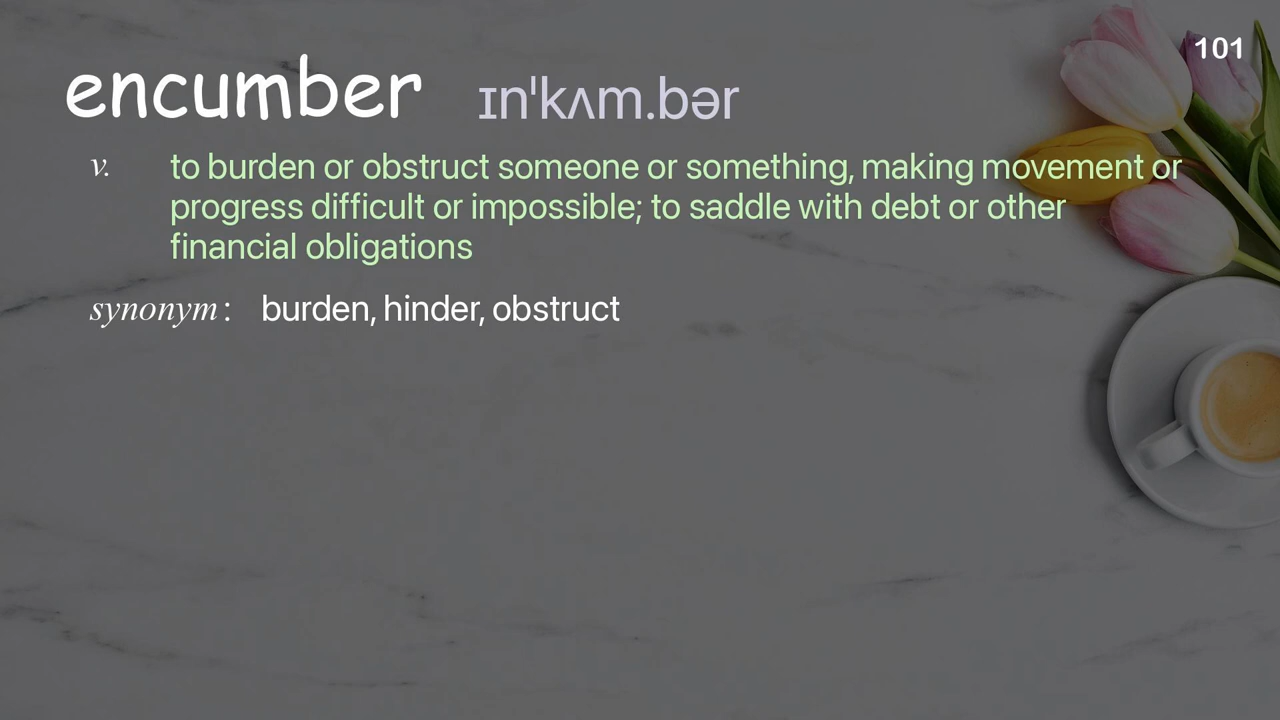 101
encumber ɪnˈkʌm.bər
v. to burden or obstruct someone or something, making movement or
progress difficult or impossible; to saddle with debt or other
financial obligations
synonym: burden, hinder, obstruct